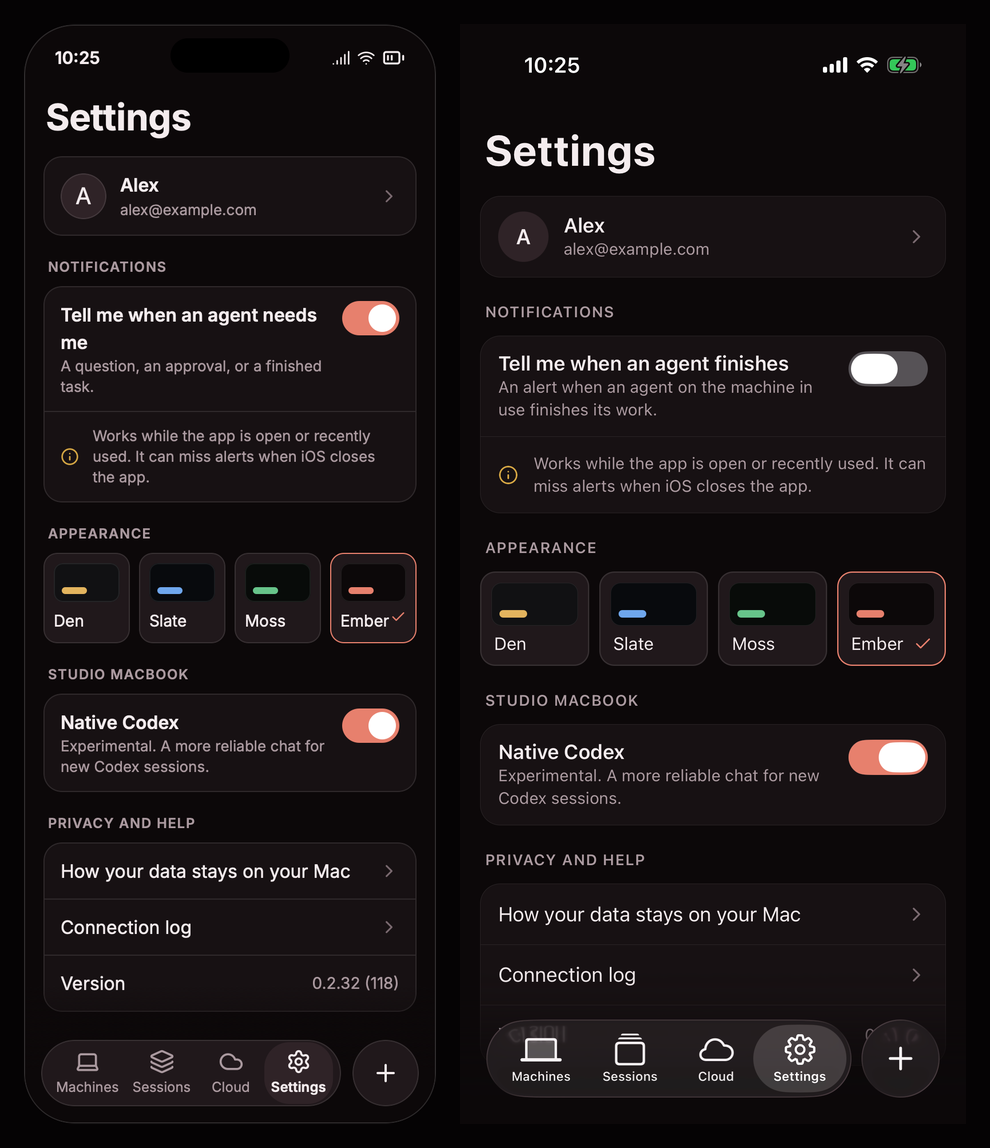 10:25
Settings
A
Alex
alex@example.com
NOTIFICATIONS
Tell me when an agent needs
me
A question, an approval, or a finished
task.
Works while the app is open or recently
used. It can miss alerts when iOS closes
the app.
APPEARANCE
Den
Slate
Moss
Ember
STUDIO MACBOOK
Native Codex
Experimental. A more reliable chat for
new Codex sessions.
PRIVACY AND HELP
How your data stays on your Mac
Connection log
Version 0.2.32 (118)
Machines
Sessions
Cloud
Settings
10:25
Settings
A
Alex
alex@example.com
NOTIFICATIONS
Tell me when an agent finishes
An alert when an agent on the machine in
use finishes its work.
Works while the app is open or recently used. It can
miss alerts when iOS closes the app.
APPEARANCE
Den
Slate
Moss
Ember
STUDIO MACBOOK
Native Codex
Experimental. A more reliable chat for new
Codex sessions.
PRIVACY AND HELP
How your data stays on your Mac
Connection log
Machines
Sessions
Cloud
Settings